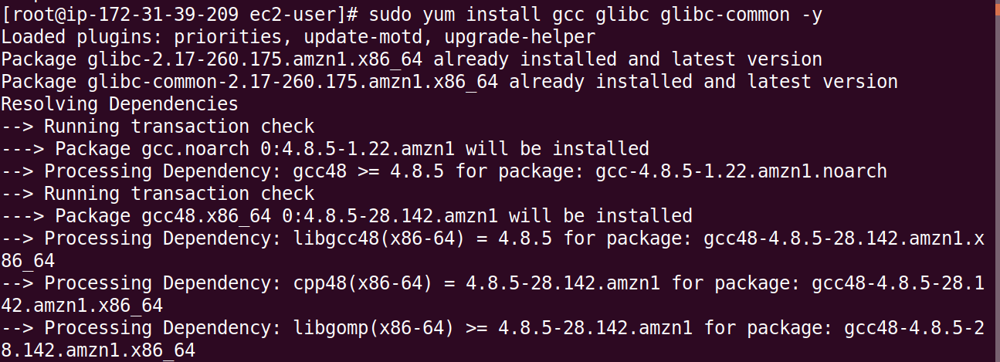 [root@ip-172-31-39-209 ec2-user]# sudo yum install gcc glibc glibc-common -y
Loaded plugins: priorities, update-motd, upgrade-helper
Package glibc-2.17-260.175.amzn1.x86_64 already installed and latest version
Package glibc-common-2.17-260.175.amzn1.x86_64 already installed and latest version
Resolving Dependencies
--> Running transaction check
---> Package gcc.noarch 0:4.8.5-1.22.amzn1 will be installed
--> Processing Dependency: gcc48 >= 4.8.5 for package: gcc-4.8.5-1.22.amzn1.noarch
--> Running transaction check
---> Package gcc48.x86_64 0:4.8.5-28.142.amzn1 will be installed
--> Processing Dependency: libgcc48(x86-64) = 4.8.5 for package: gcc48-4.8.5-28.142.amzn1.x
86_64
--> Processing Dependency: cpp48(x86-64) = 4.8.5-28.142.amzn1 for package: gcc48-4.8.5-28.1
42.amzn1.x86_64
--> Processing Dependency: libgomp(x86-64) >= 4.8.5-28.142.amzn1 for package: gcc48-4.8.5-2
8.142.amzn1.x86_64